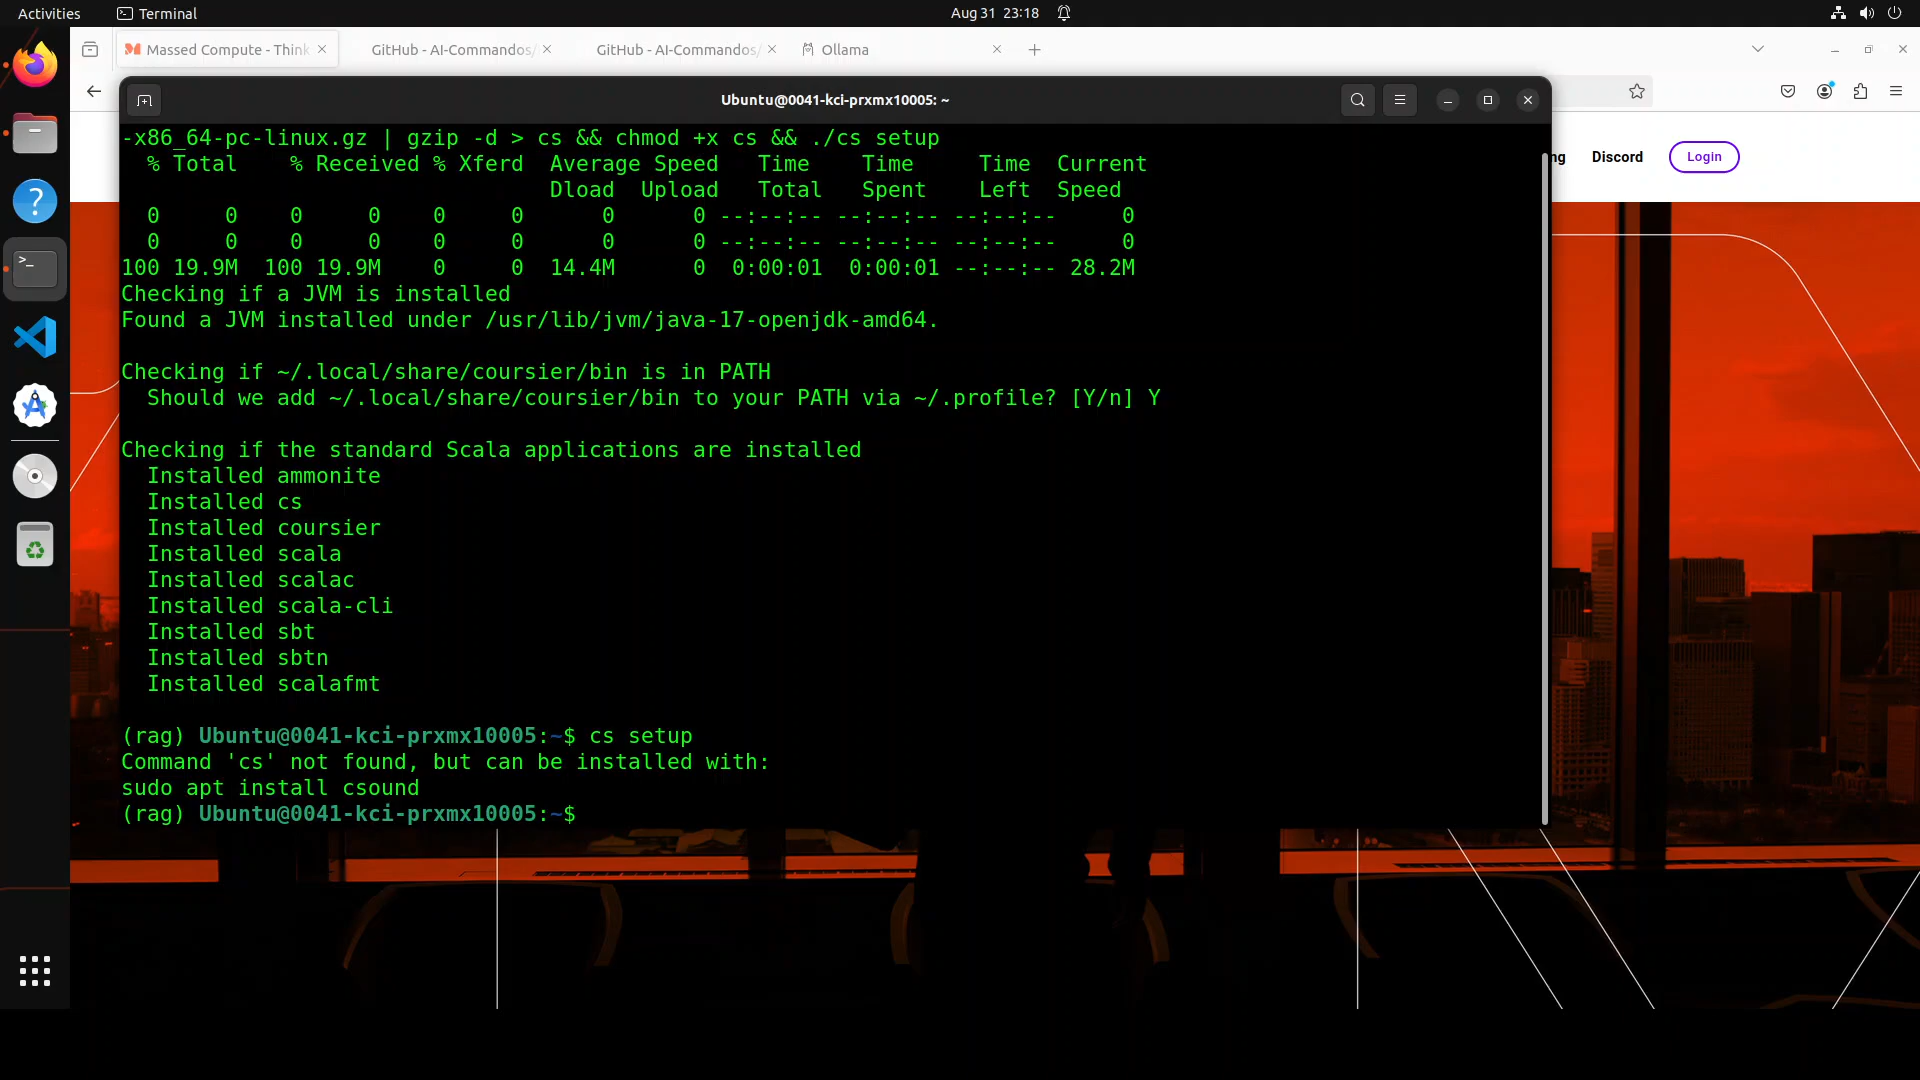 Activities
Terminal
Aug 31 23:18
Massed Compute - Think
GitHub - AI-Commandos/
GitHub - AI-Commandos/
Ollama
Ubuntu@0041-kci-prxmx10005: ~
ng
Discord
Login
-x86_64-pc-linux.gz | gzip -d > cs && chmod +x cs && ./cs setup
% Total % Received % Xferd Average Speed Time Time Time Current
Dload Upload Total Spent Left Speed
0 0 0 0 0 0 0 0 --:--:-- --:--:-- --:--:-- 0
0 0 0 0 0 0 0 0 --:--:-- --:--:-- --:--:-- 0
100 19.9M 100 19.9M 0 0 14.4M 0 0:00:01 0:00:01 --:--:-- 28.2M
Checking if a JVM is installed
Found a JVM installed under /usr/lib/jvm/java-17-openjdk-amd64.
Checking if ~/.local/share/coursier/bin is in PATH
Should we add ~/.local/share/coursier/bin to your PATH via ~/.profile? [Y/n] Y
Checking if the standard Scala applications are installed
Installed ammonite
Installed cs
Installed coursier
Installed scala
Installed scalac
Installed scala-cli
Installed sbt
Installed sbtn
Installed scalafmt
(rag) Ubuntu@0041-kci-prxmx10005:~$ cs setup
Command 'cs' not found, but can be installed with:
sudo apt install csound
(rag) Ubuntu@0041-kci-prxmx10005:~$